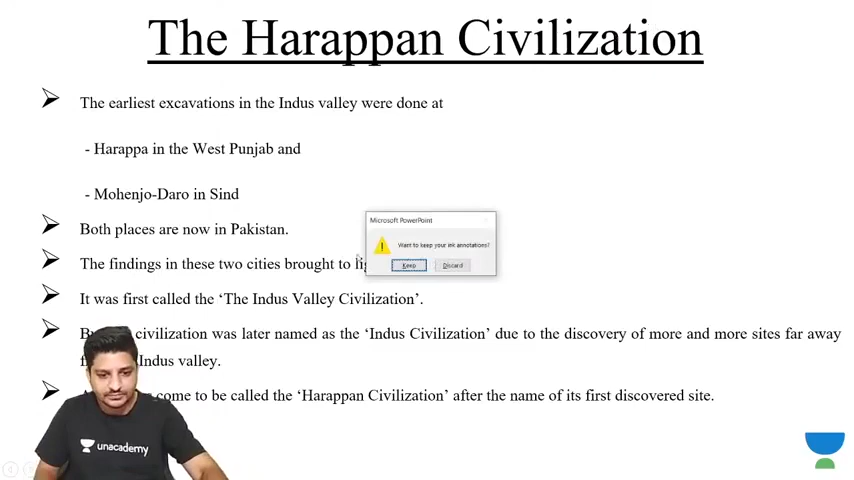 The Harappan Civilization
The earliest excavations in the Indus valley were done at
- Harappa in the West Punjab and
- Mohenjo-Daro in Sind
Microsoft PowerPoint
Both places are now in Pakistan.
Want to keep your ink annotations?
Keep Discard
The findings in these two cities brought to
It was first called the ‘The Indus Valley Civilization’.
civilization was later named as the ‘Indus Civilization’ due to the discovery of more and more sites far away
Indus valley.
come to be called the ‘Harappan Civilization’ after the name of its first discovered site.
unacademy